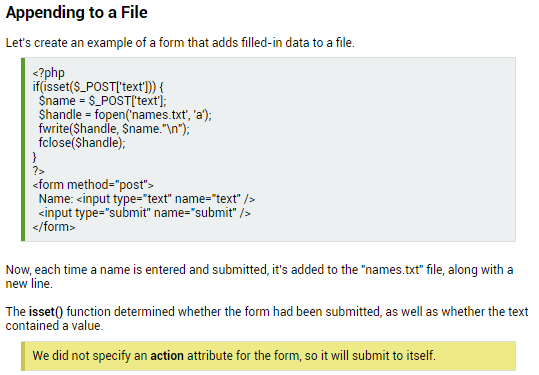 Appending to a File
Let's create an example of a form that adds filled-in data to a file.
<?php
if(isset($_POST['text'])) {
$name = $_POST['text'];
$handle = fopen('names.txt', 'a');
fwrite($handle, $name."\n");
fclose($handle);
}
?>
<form method="post">
Name: <input type="text" name="text" />
<input type="submit" name="submit" />
</form>
Now, each time a name is entered and submitted, it's added to the "names.txt" file, along with a
new line.
The isset() function determined whether the form had been submitted, as well as whether the text
contained a value.
We did not specify an action attribute for the form, so it will submit to itself.